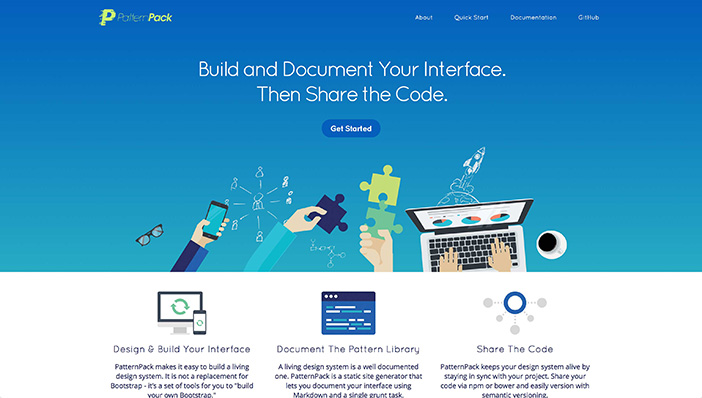 PatternPack
About Quick Start Documentation GitHub
Build and Document Your Interface.
Then Share the Code.
Get Started
Design & Build Your Interface
PatternPack makes it easy to build a living
design system. It is not a replacement for
Bootstrap - it's a set of tools for you to "build
your own Bootstrap."
Document The Pattern Library
A living design system is a well documented
one. PatternPack is a static site generator that
lets you document your interface using
Markdown and a single grunt task.
Share The Code
PatternPack keeps your design system alive by
staying in sync with your project. Share your
code via npm or bower and easily version with
semantic versioning.